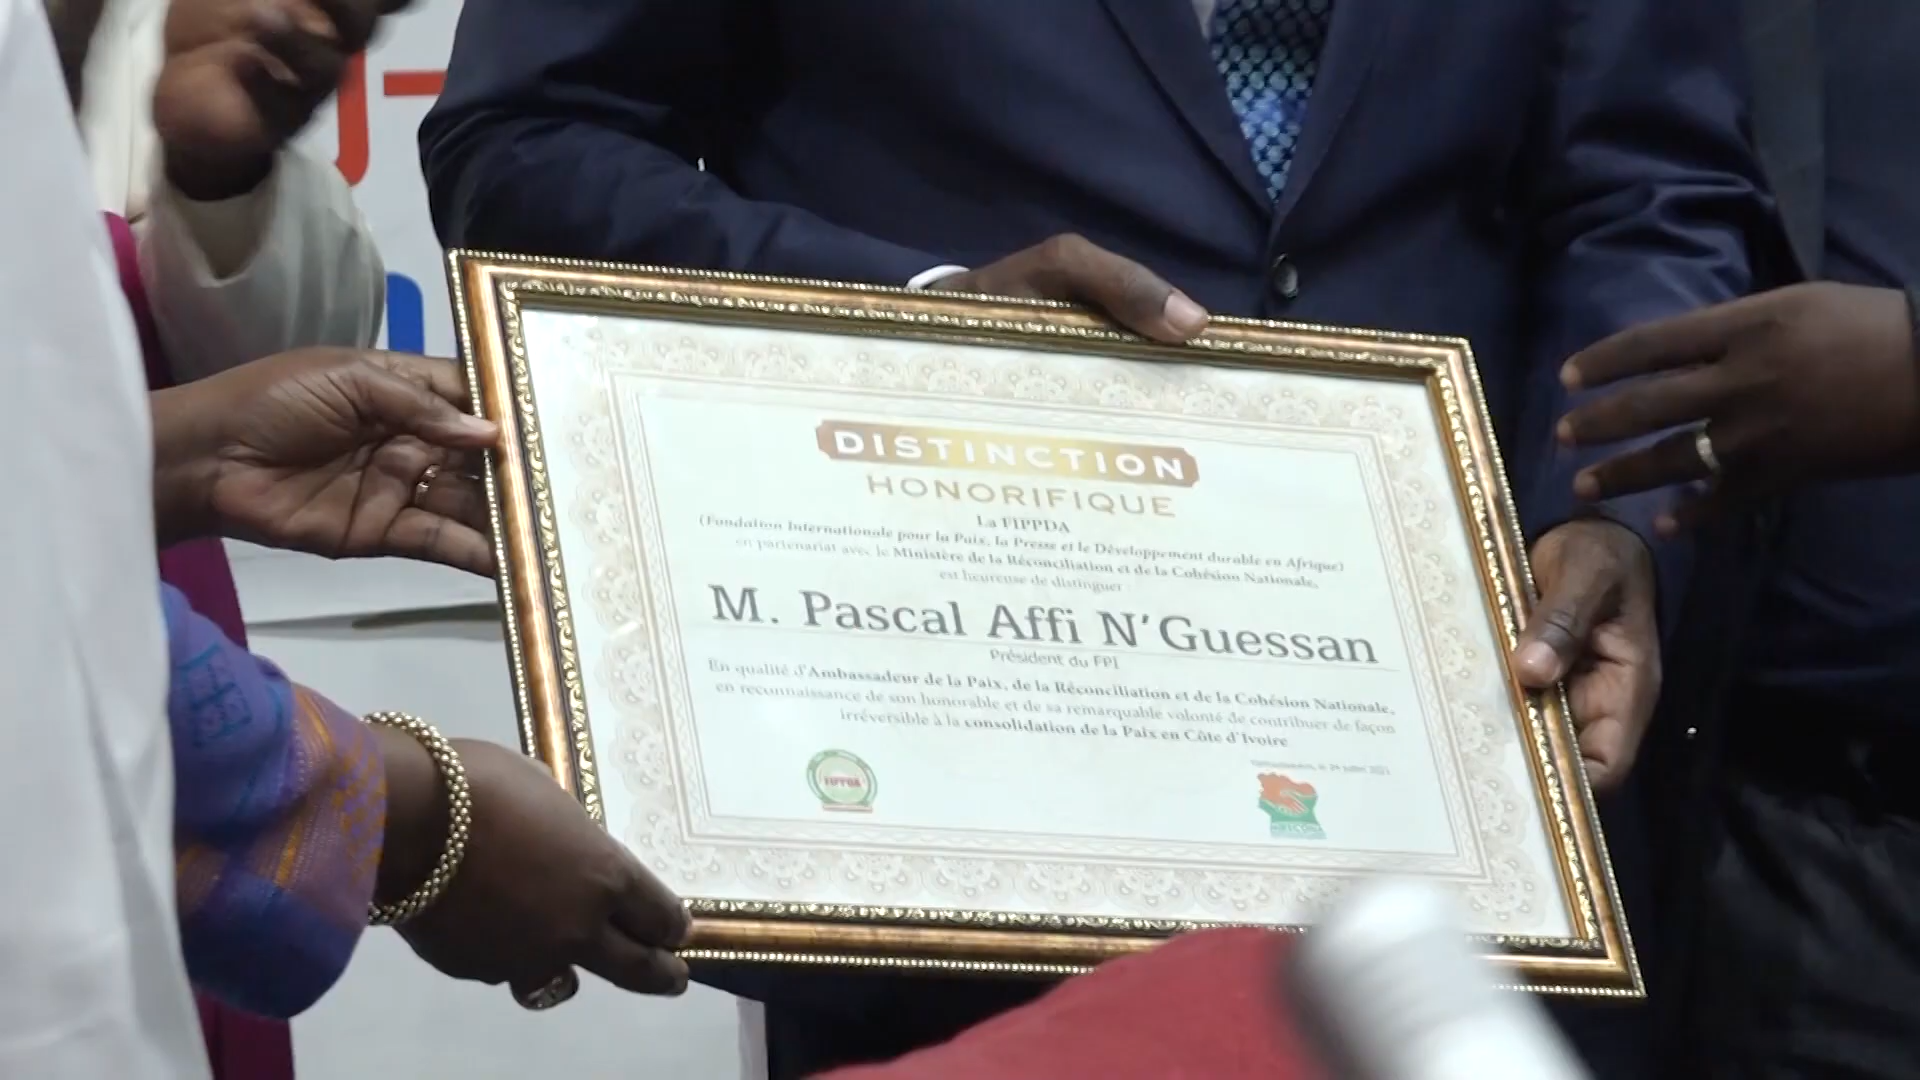 DISTINCTION
HONORIFIQUE
La FIPPDA
(Fondation Internationale pour la Paix, la Presse et le Développement durable en Afrique)
en partenariat avec le Ministère de la Réconciliation et de la Cohésion Nationale,
est heureuse de distinguer :
M. Pascal Affi N'Guessan
Président du FPI
En qualité d'Ambassadeur de la Paix, de la Réconciliation et de la Cohésion Nationale,
en reconnaissance de son honorable et de sa remarquable volonté de contribuer de façon
irréversible à la consolidation de la Paix en Côte d'Ivoire
FIPPDA